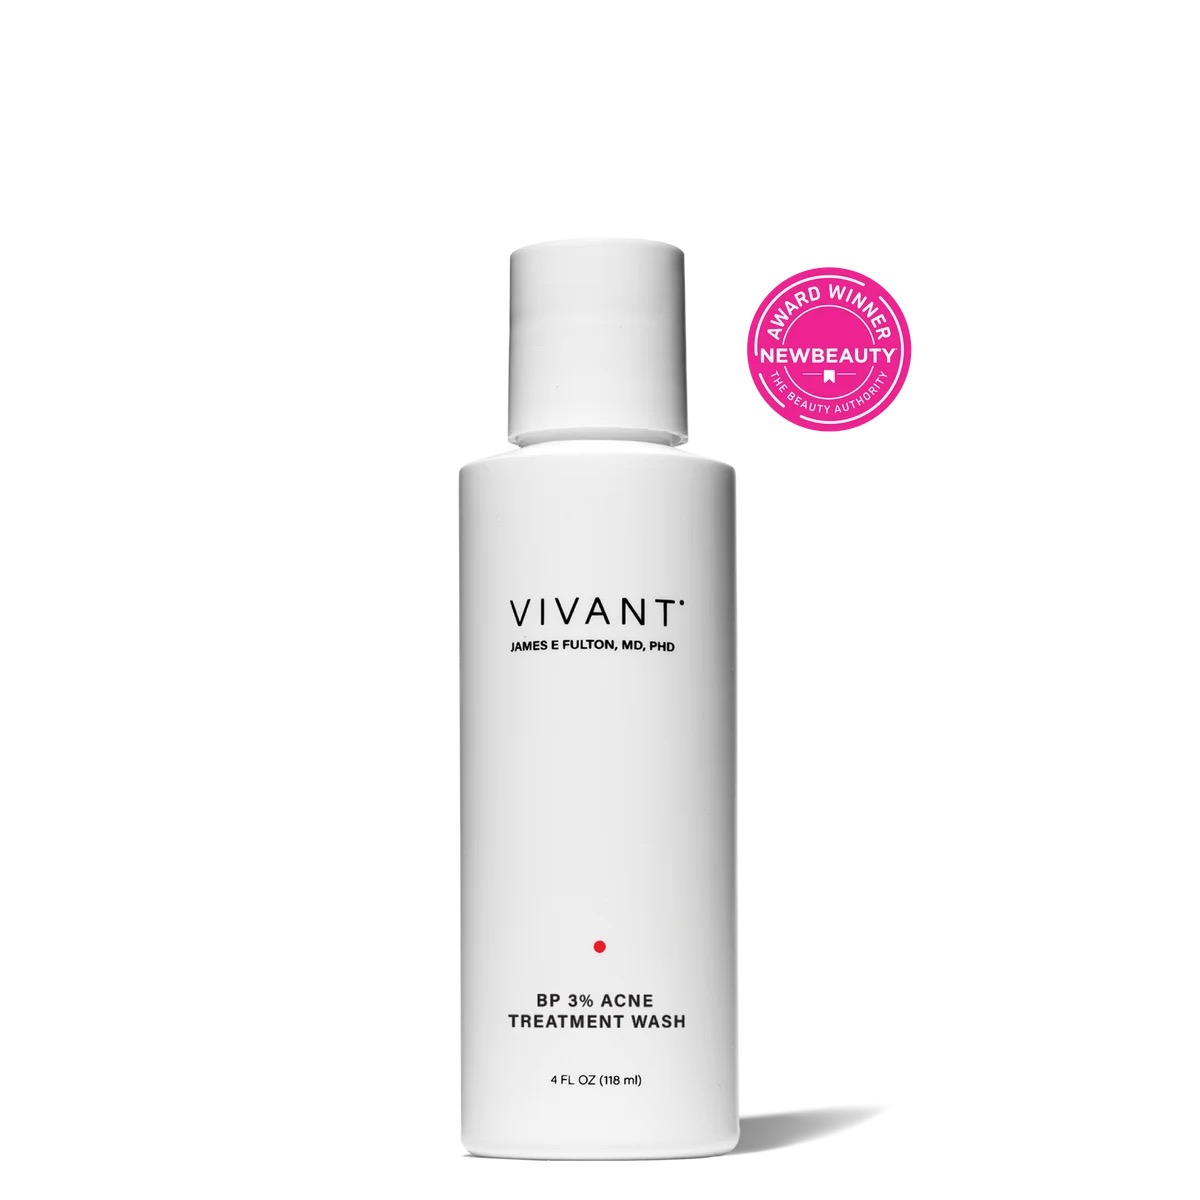 AWARD WINNER
NEWBEAUTY
THE BEAUTY AUTHORITY
VIVANT
JAMES E FULTON, MD, PHD
BP 3% ACNE
TREATMENT WASH
4 FL OZ (118 ml)